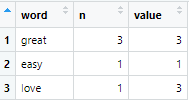 word n value
1 great 3 3
2 easy 1 1
3 love 1 3